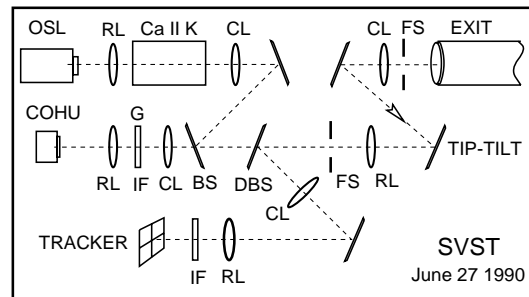 OSL RL Ca II K CL CL FS EXIT
COHU G
RL IF CL BS DBS FS RL TIP-TILT
CL
TRACKER IF RL
SVST
June 27 1990